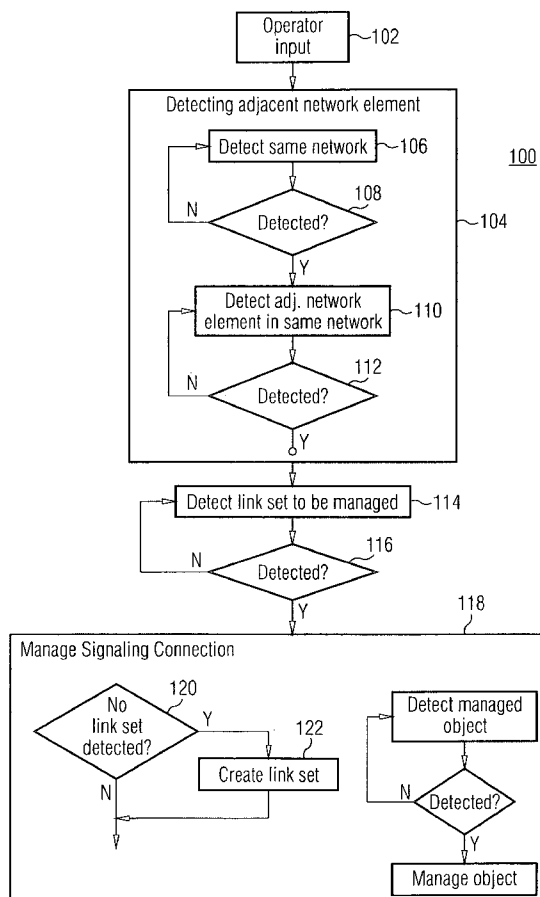 Operator
input
102
Detecting adjacent network element
Detect same network
106
100
108
N
Detected?
104
Y
Detect adj. network
element in same network
110
112
N
Detected?
Y
Detect link set to be managed
114
116
N
Detected?
Y
118
Manage Signaling Connection
120
No
link set
detected?
Y
122
Create link set
N
Detect managed
object
N
Detected?
Y
Manage object